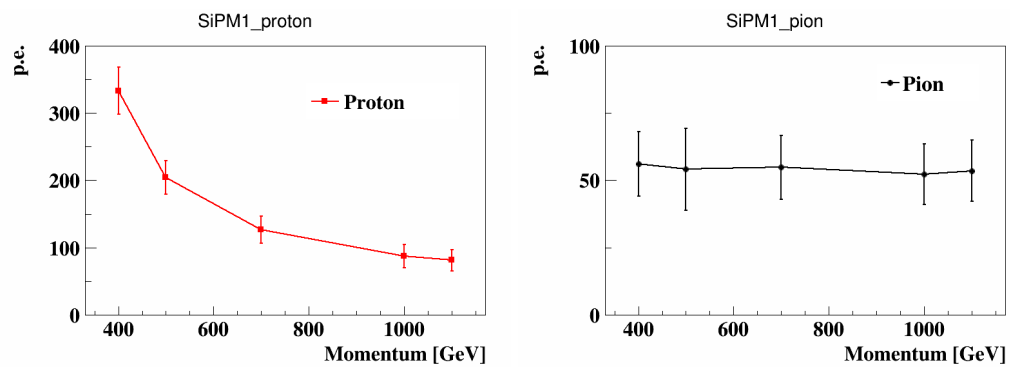 SiPM1_proton
p.e.
400
300
200
100
0
Proton
400 600 800 1000
Momentum [GeV]
SiPM1_pion
p.e.
100
50
0
Pion
400 600 800 1000
Momentum [GeV]